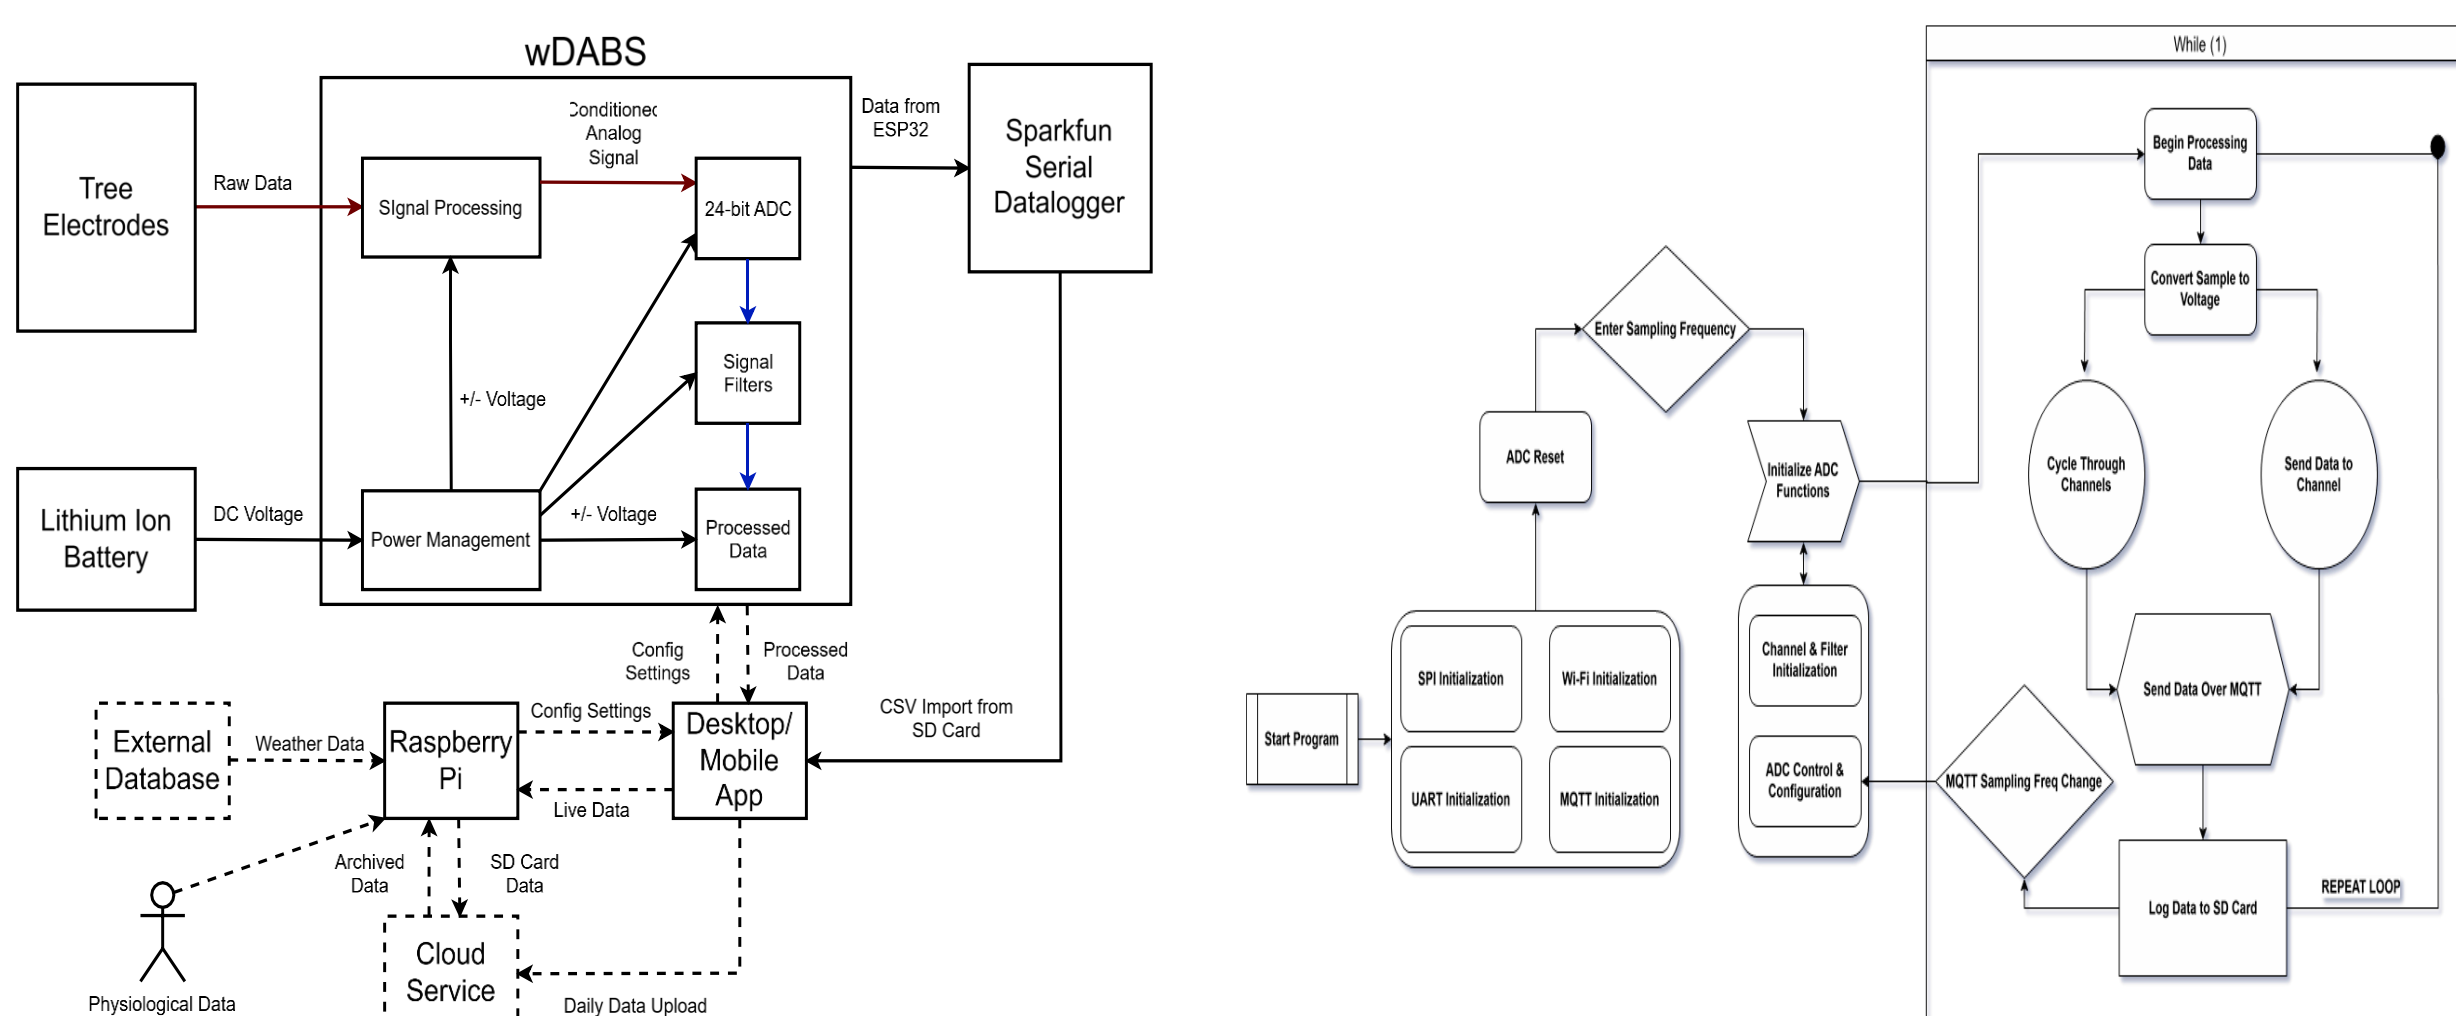 wDABS
Tree
Electrodes
Raw Data
SIgnal Processing
Conditioned
Analog
Signal
24-bit ADC
Data from
ESP32
Sparkfun
Serial
Datalogger
Signal
Filters
+/- Voltage
Lithium Ion
Battery
DC Voltage
Power Management
+/- Voltage
Processed
Data
Config
Settings
Processed
Data
External
Database
Weather Data
Raspberry
Pi
Config Settings
Live Data
Desktop/
Mobile
App
CSV Import from
SD Card
Archived
Data
SD Card
Data
Cloud
Service
Daily Data Upload
Physiological Data
Start Program
SPI Initialization
Wi-Fi Initialization
UART Initialization
MQTT Initialization
ADC Reset
Enter Sampling Frequency
Initialize ADC
Functions
Channel & Filter
Initialization
ADC Control &
Configuration
While (1)
Begin Processing
Data
Convert Sample to
Voltage
Cycle Through
Channels
Send Data to
Channel
Send Data Over MQTT
MQTT Sampling Freq Change
Log Data to SD Card
REPEAT LOOP